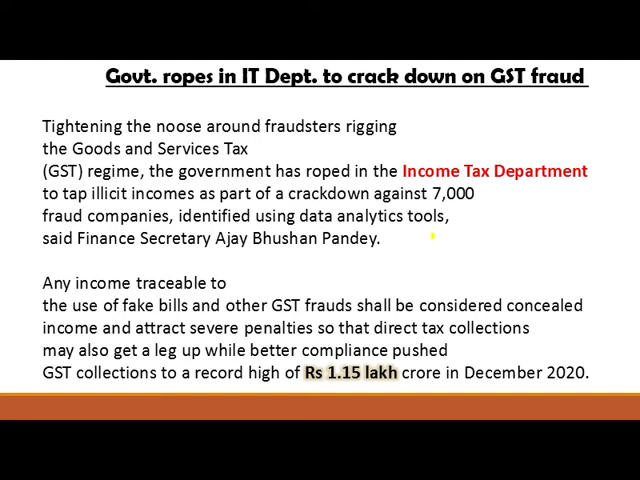 Govt. ropes in IT Dept. to crack down on GST fraud
Tightening the noose around fraudsters rigging
the Goods and Services Tax
(GST) regime, the government has roped in the Income Tax Department
to tap illicit incomes as part of a crackdown against 7,000
fraud companies, identified using data analytics tools,
said Finance Secretary Ajay Bhushan Pandey.
Any income traceable to
the use of fake bills and other GST frauds shall be considered concealed
income and attract severe penalties so that direct tax collections
may also get a leg up while better compliance pushed
GST collections to a record high of Rs 1.15 lakh crore in December 2020.